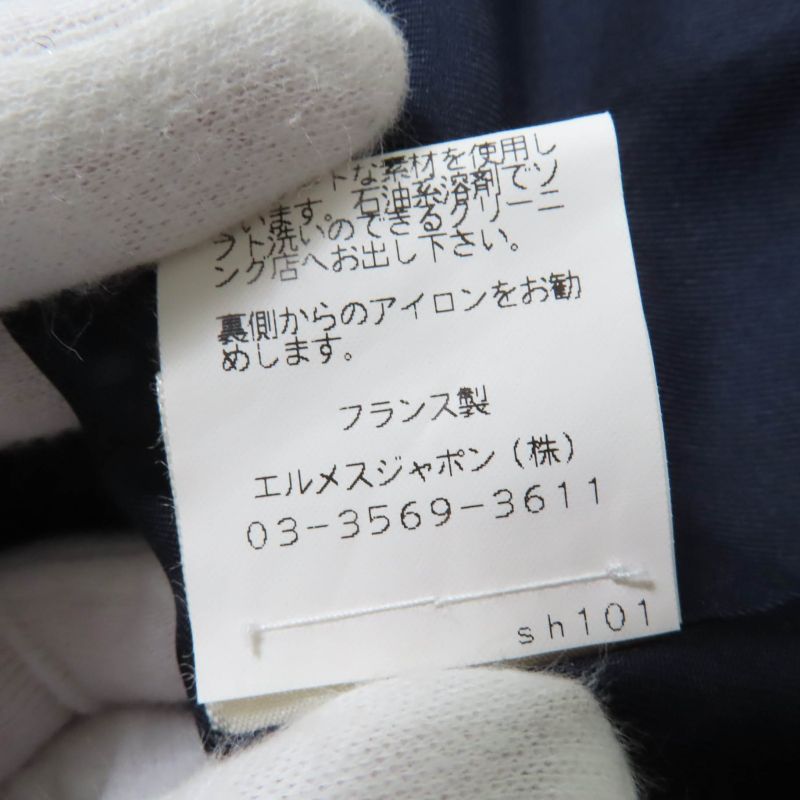 な素材を使用し
います。石油系溶剤でソ
フト洗いのできるクリーニ
ング店へお出し下さい。
裏側からのアイロンをお勧
めします。
フランス製
エルメスジャポン(株)
03-3569-3611
sh101